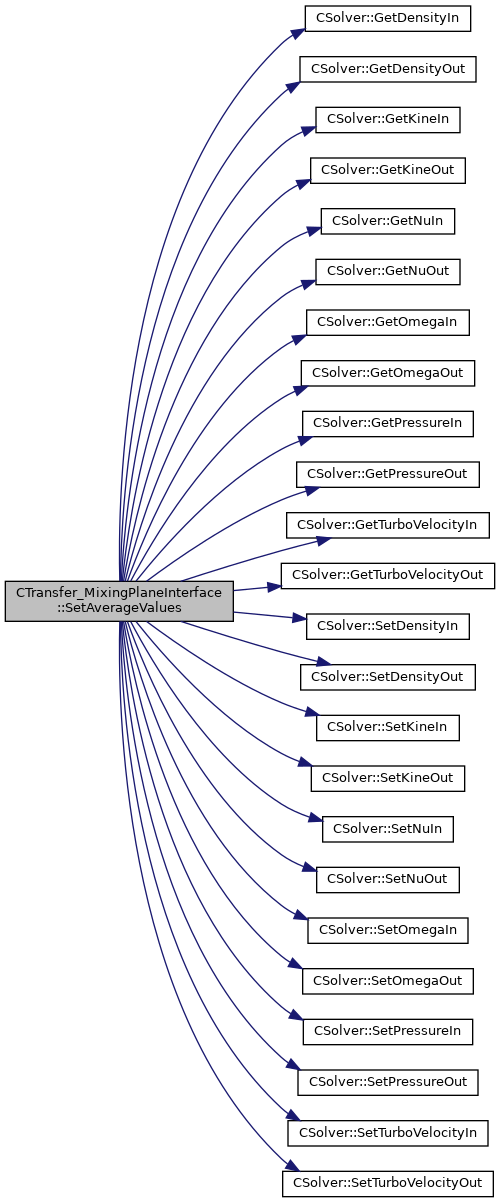 CSolver::GetDensityIn
CSolver::GetDensityOut
CSolver::GetKineIn
CSolver::GetKineOut
CSolver::GetNuIn
CSolver::GetNuOut
CSolver::GetOmegaIn
CSolver::GetOmegaOut
CSolver::GetPressureIn
CSolver::GetPressureOut
CSolver::GetTurboVelocityIn
CSolver::GetTurboVelocityOut
CTransfer_MixingPlaneInterface
::SetAverageValues
CSolver::SetDensityIn
CSolver::SetDensityOut
CSolver::SetKineIn
CSolver::SetKineOut
CSolver::SetNuIn
CSolver::SetNuOut
CSolver::SetOmegaIn
CSolver::SetOmegaOut
CSolver::SetPressureIn
CSolver::SetPressureOut
CSolver::SetTurboVelocityIn
CSolver::SetTurboVelocityOut